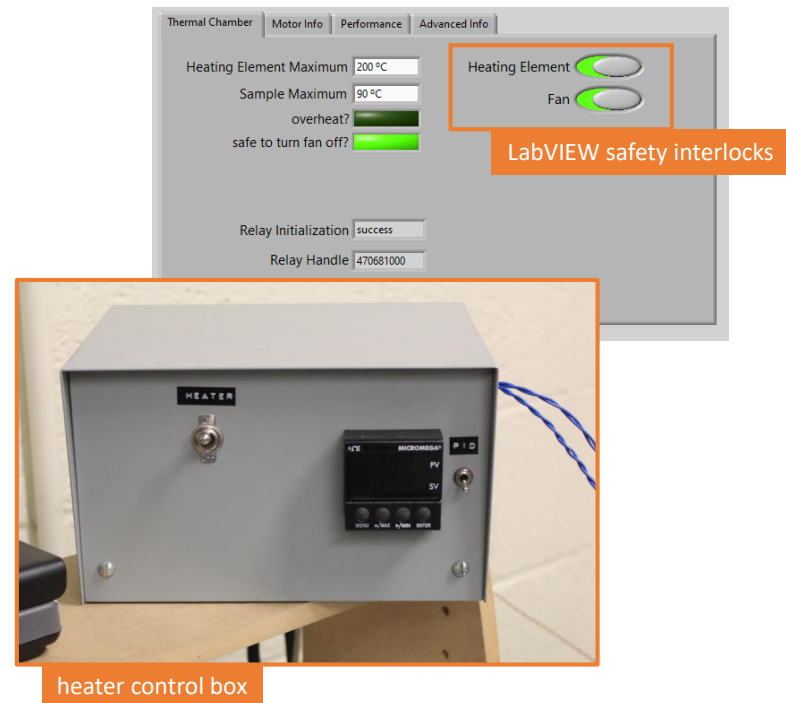 Thermal Chamber Motor Info Performance Advanced Info
Heating Element Maximum 200 ºC
Sample Maximum 90 ºC
overheat?
safe to turn fan off?
Heating Element
Fan
LabVIEW safety interlocks
Relay Initialization success
Relay Handle 470681000
HEATER
MICROMEGA
PID
PV
SV
MENU ▲/MAX ▶/MIN ENTER
heater control box